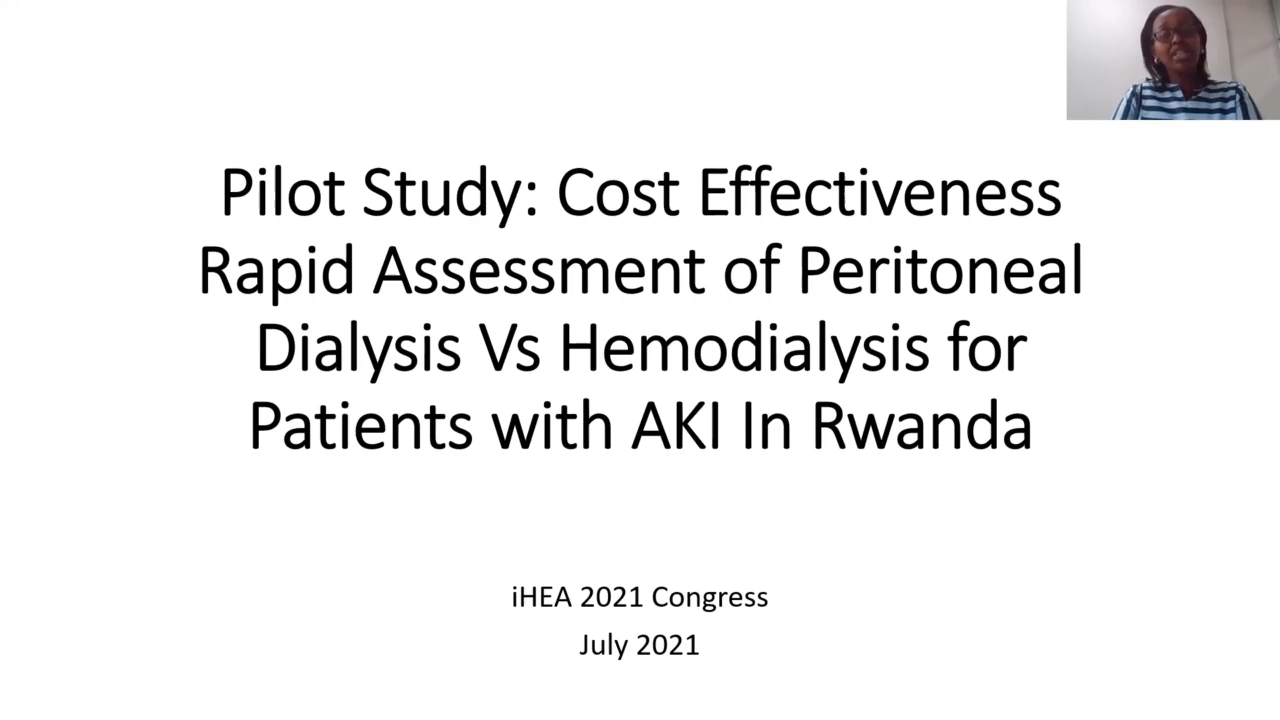 Pilot Study: Cost Effectiveness
Rapid Assessment of Peritoneal
Dialysis Vs Hemodialysis for
Patients with AKI In Rwanda
iHEA 2021 Congress
July 2021